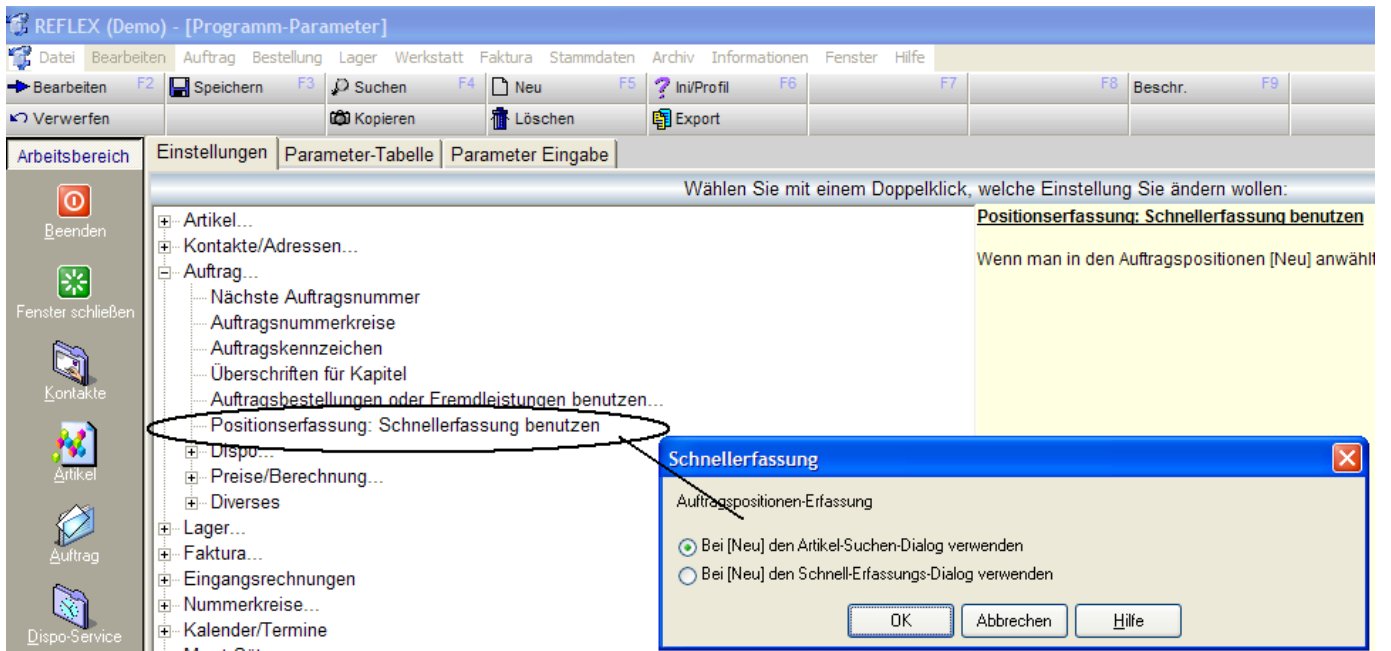 REFLEX (Demo) - [Programm-Parameter]
Datei Bearbeiten Auftrag Bestellung Lager Werkstatt Faktura Stammdaten Archiv Informationen Fenster Hilfe
Bearbeiten F2 Speichern F3 Suchen F4 Neu F5 Ini/Profil F6 F7 F8 Beschr. F9
Verwerfen Kopieren Löschen Export
Arbeitsbereich Einstellungen Parameter-Tabelle Parameter Eingabe
Wählen Sie mit einem Doppelklick, welche Einstellung Sie ändern wollen:
Beenden
Fenster schließen
Kontakte
Artikel
Auftrag
Dispo-Service
Artikel...
Kontakte/Adressen...
Auftrag...
Nächste Auftragsnummer
Auftragsnummerkreise
Auftragskennzeichen
Überschriften für Kapitel
Auftragsbestellungen oder Fremdleistungen benutzen...
Positionserfassung: Schnellerfassung benutzen
Dispo...
Preise/Berechnung...
Diverses
Lager...
Faktura...
Eingangsrechnungen
Nummerkreise...
Kalender/Termine
Positionserfassung: Schnellerfassung benutzen
Wenn man in den Auftragspositionen [Neu] anwählt
Schnellerfassung
Auftragspositionen-Erfassung
Bei [Neu] den Artikel-Suchen-Dialog verwenden
Bei [Neu] den Schnell-Erfassungs-Dialog verwenden
OK Abbrechen Hilfe